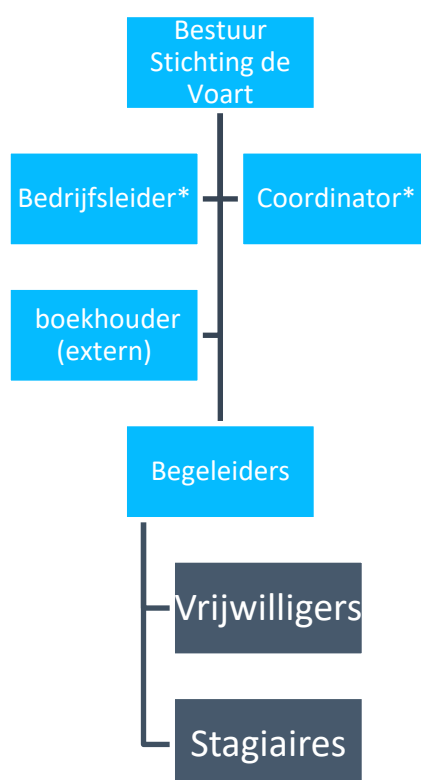 Bestuur
Stichting de
Voart
Bedrijfsleider*
Coordinator*
boekhouder
(extern)
Begeleiders
Vrijwilligers
Stagiaires